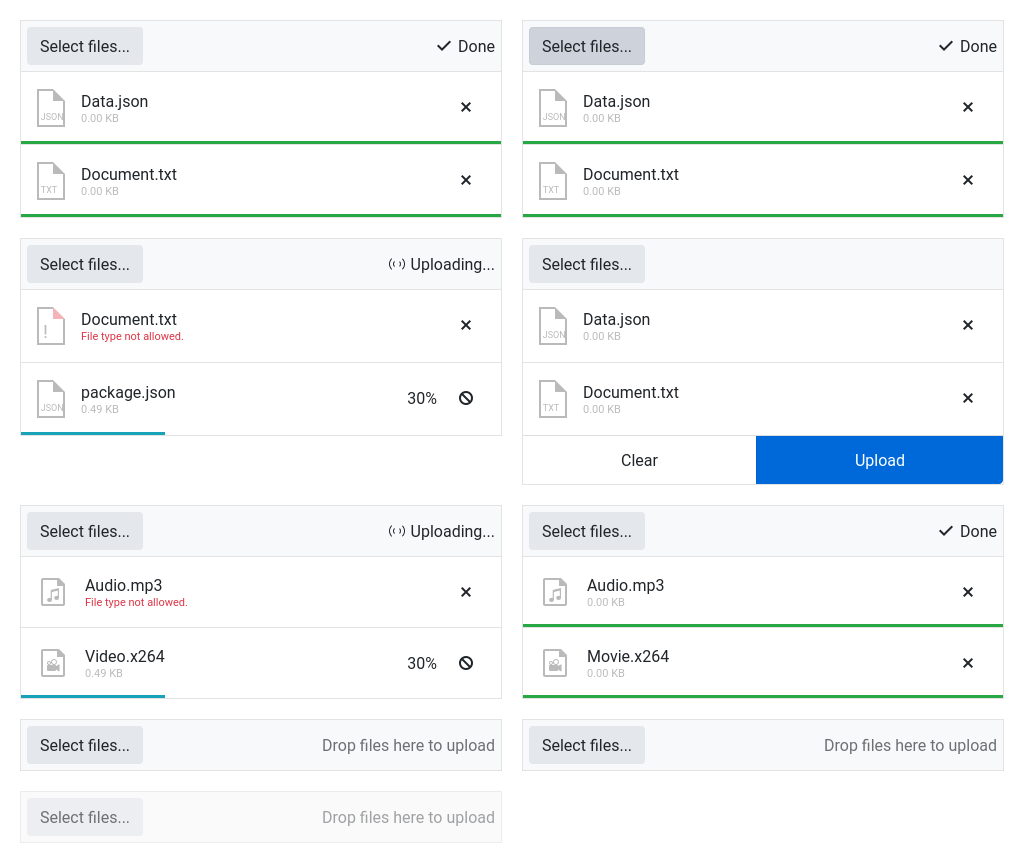 Select files...
Done
JSON
Data.json
0.00 KB
TXT
Document.txt
0.00 KB
Select files...
Done
JSON
Data.json
0.00 KB
TXT
Document.txt
0.00 KB
Select files...
Uploading...
!
Document.txt
File type not allowed.
JSON
package.json
0.49 KB
30%
Select files...
JSON
Data.json
0.00 KB
TXT
Document.txt
0.00 KB
Clear
Upload
Select files...
Uploading...
Audio.mp3
File type not allowed.
Video.x264
0.49 KB
30%
Select files...
Done
Audio.mp3
0.00 KB
Movie.x264
0.00 KB
Select files...
Drop files here to upload
Select files...
Drop files here to upload
Select files...
Drop files here to upload